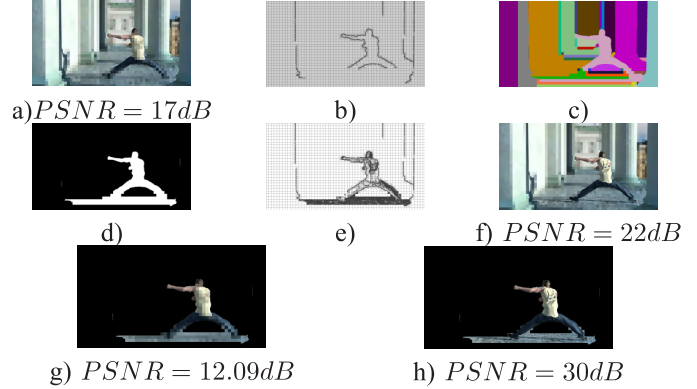 a)PSNR = 17dB b) c)
d) e) f) PSNR = 22dB
g) PSNR = 12.09dB h) PSNR = 30dB